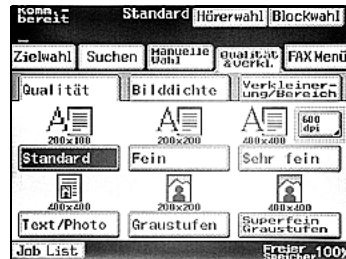 Komm.-
bereit
Standard Hörerwahl Blockwahl
Zielwahl Suchen Manuelle Wahl Qualität &Verkl. FAX Menü
Qualität Bilddichte Verkleiner-
ung/Bereich
200x100 200x200 400x400 600 dpi
Standard Fein Sehr fein
400x400 200x200 400x400
Text/Photo Graustufen Superfein
Graustufen
Job List Freier
Speicher 100%